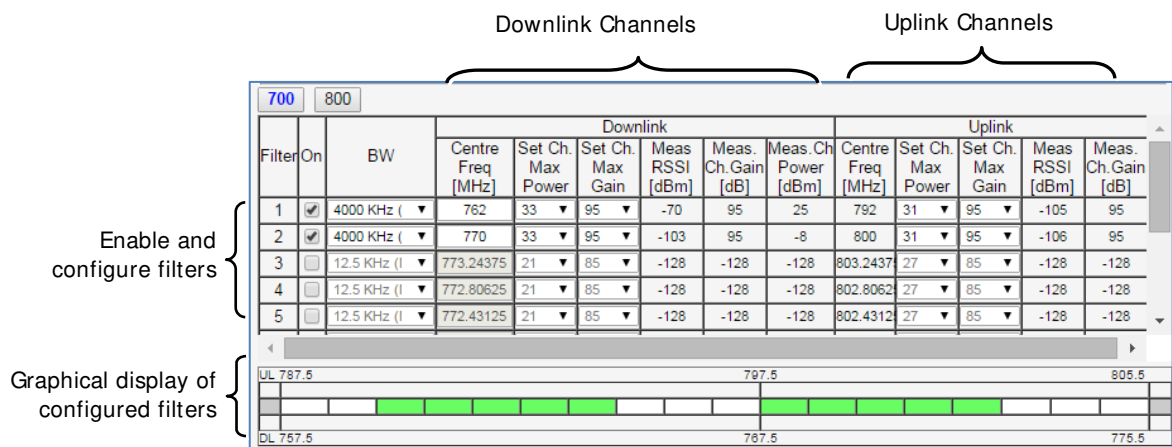 Downlink Channels
Uplink Channels
700
800
Downlink
Uplink
Filter On BW Centre Freq [MHz] Set Ch. Max Power Set Ch. Max Gain Meas RSSI [dBm] Meas. Ch.Gain [dB] Meas.Ch Power [dBm] Centre Freq [MHz] Set Ch. Max Power Set Ch. Max Gain Meas RSSI [dBm] Meas. Ch.Gain [dB]
1 4000 KHz ( 762 33 95 -70 95 25 792 31 95 -105 95
2 4000 KHz ( 770 33 95 -103 95 -8 800 31 95 -106 95
3 12.5 KHz (I 773.24375 21 85 -128 -128 -128 803.2437 27 85 -128 -128
4 12.5 KHz (I 772.80625 21 85 -128 -128 -128 802.8062 27 85 -128 -128
5 12.5 KHz (I 772.43125 21 85 -128 -128 -128 802.4312 27 85 -128 -128
Enable and
configure filters
Graphical display of
configured filters
UL 787.5 797.5 805.5
DL 757.5 767.5 775.5